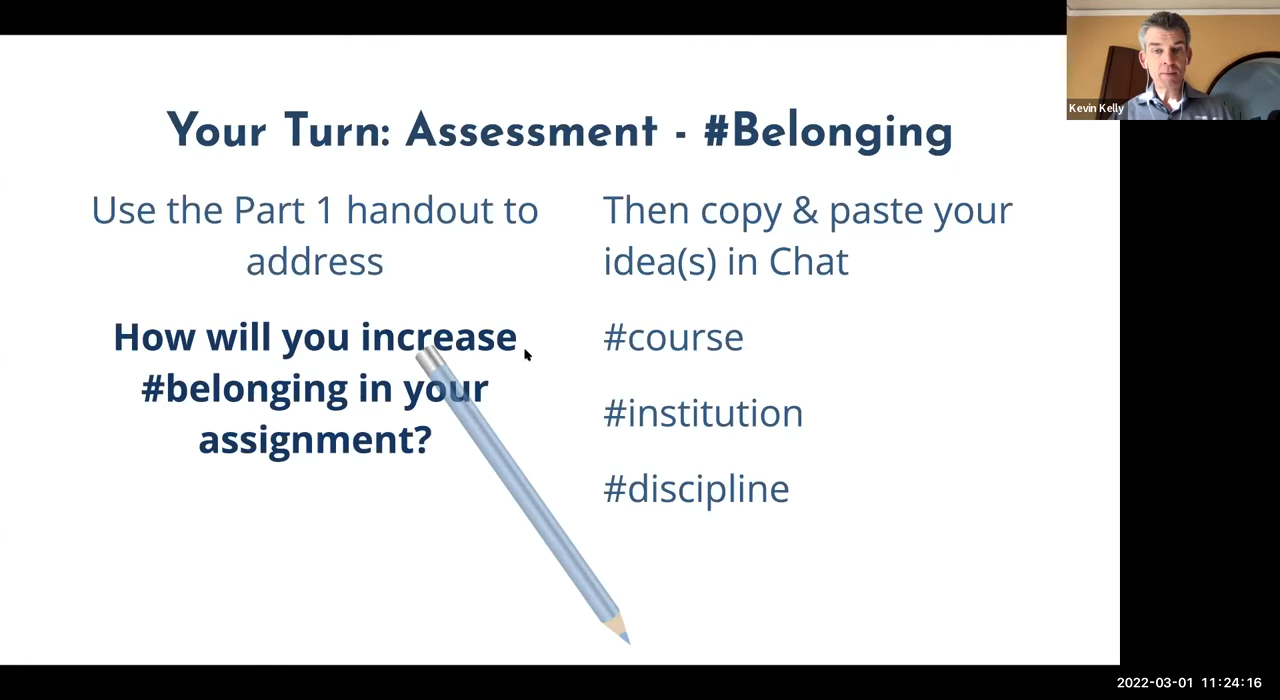 Your Turn: Assessment - #Belonging
Use the Part 1 handout to
address
How will you increase
#belonging in your
assignment?
Then copy & paste your
idea(s) in Chat
#course
#institution
#discipline
Kevin Kelly
2022-03-01 11:24:16